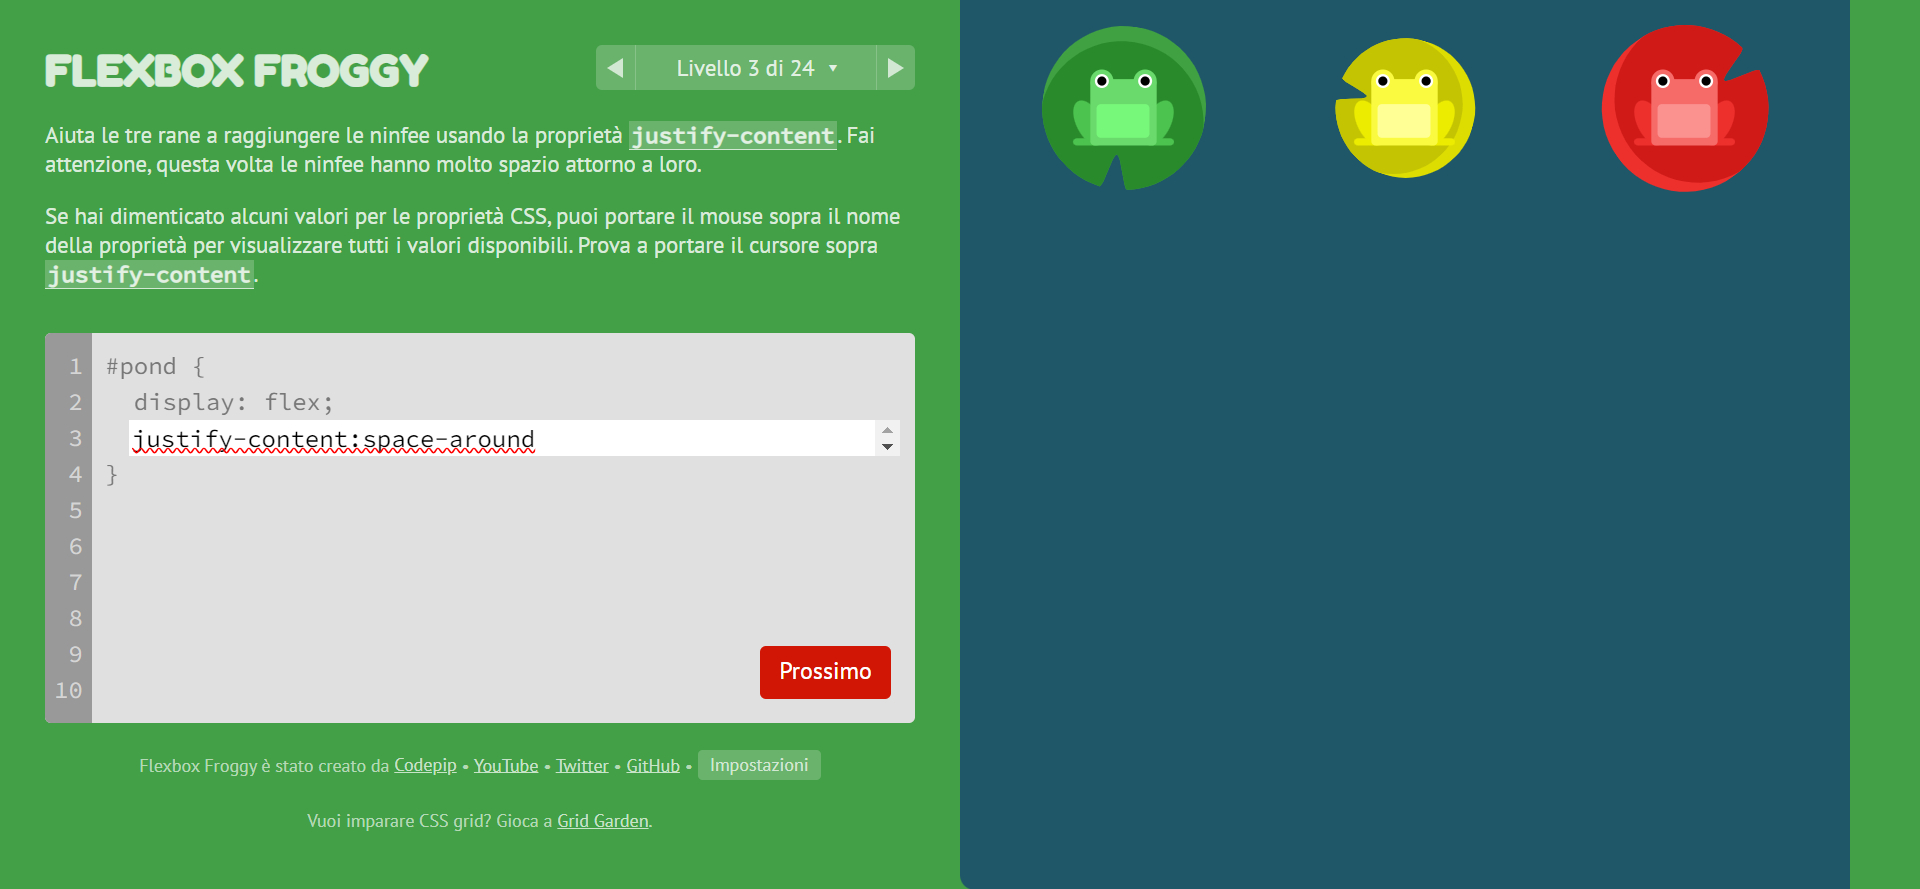 FLEXBOX FROGGY
Livello 3 di 24
Aiuta le tre rane a raggiungere le ninfee usando la proprietà justify-content. Fai
attenzione, questa volta le ninfee hanno molto spazio attorno a loro.
Se hai dimenticato alcuni valori per le proprietà CSS, puoi portare il mouse sopra il nome
della proprietà per visualizzare tutti i valori disponibili. Prova a portare il cursore sopra
justify-content.
1 #pond {
2 display: flex;
3 justify-content:space-around
4 }
5
6
7
8
9
10
Prossimo
Flexbox Froggy è stato creato da Codepip • YouTube • Twitter • GitHub • Impostazioni
Vuoi imparare CSS grid? Gioca a Grid Garden.